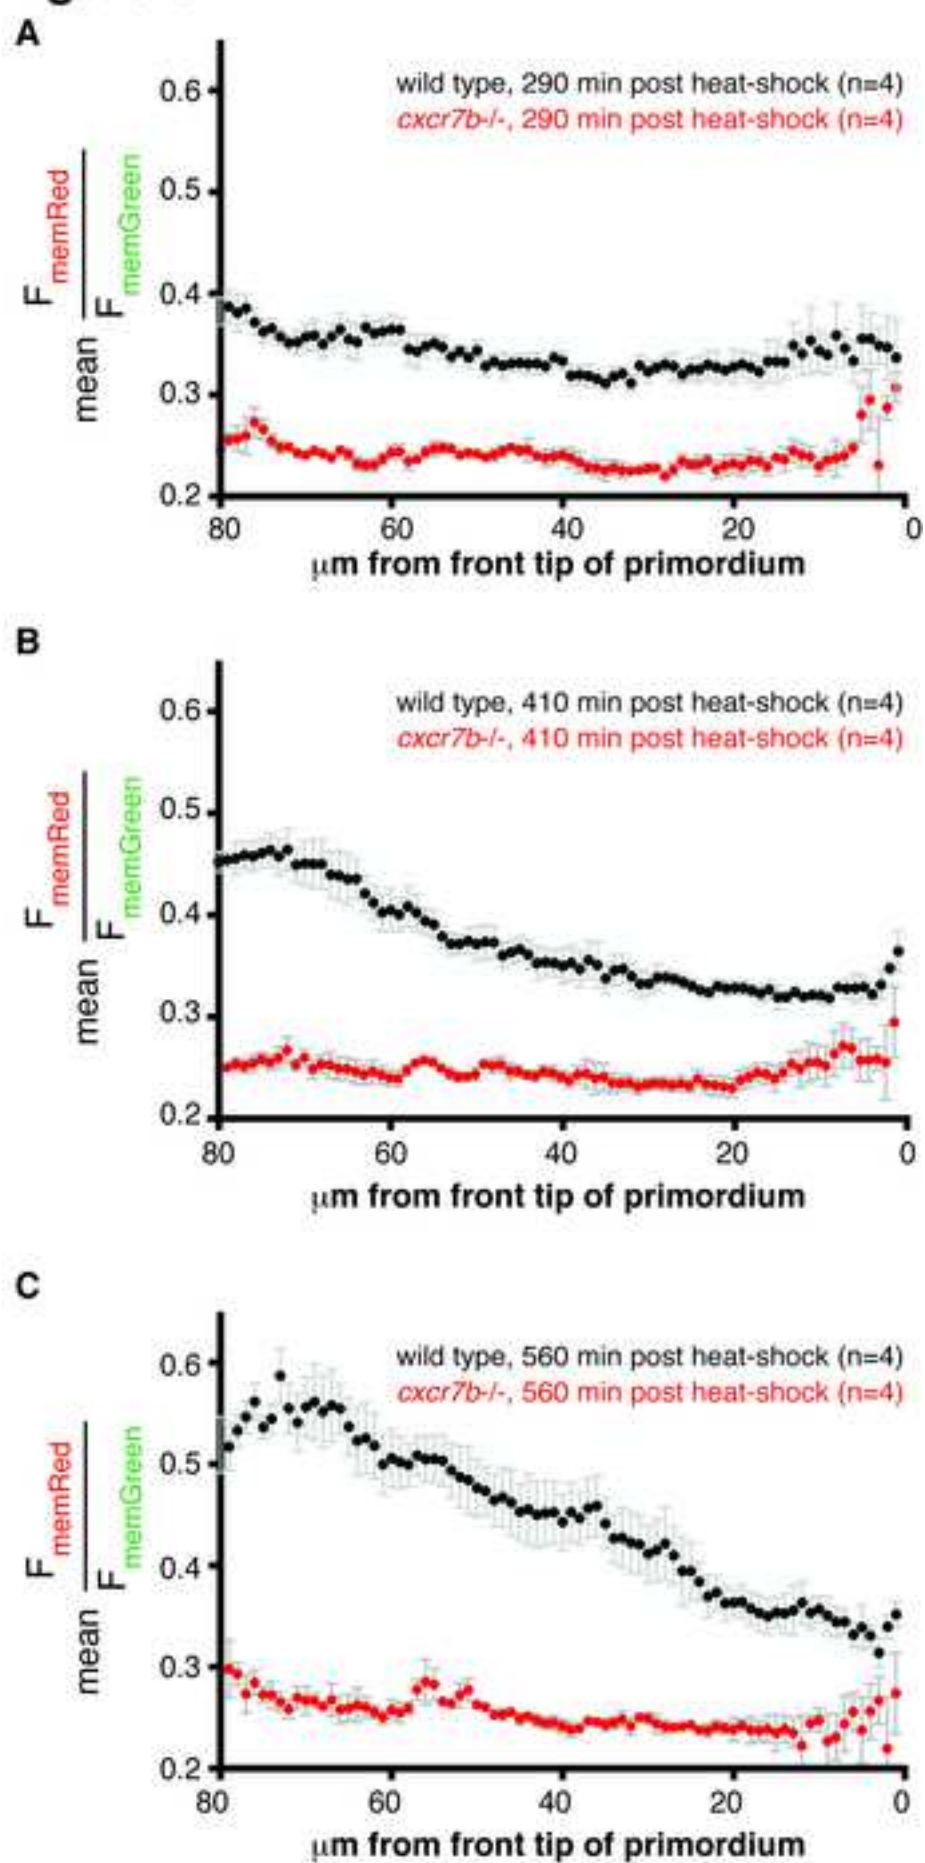 A
wild type, 290 min post heat-shock (n=4)
cxcr7b-/-, 290 min post heat-shock (n=4)
0.6
0.5
0.4
0.3
0.2
mean
F memRed
F memGreen
80 60 40 20 0
μm from front tip of primordium
B
wild type, 410 min post heat-shock (n=4)
cxcr7b-/-, 410 min post heat-shock (n=4)
0.6
0.5
0.4
0.3
0.2
mean
F memRed
F memGreen
80 60 40 20 0
μm from front tip of primordium
C
wild type, 560 min post heat-shock (n=4)
cxcr7b-/-, 560 min post heat-shock (n=4)
0.6
0.5
0.4
0.3
0.2
mean
F memRed
F memGreen
80 60 40 20 0
μm from front tip of primordium